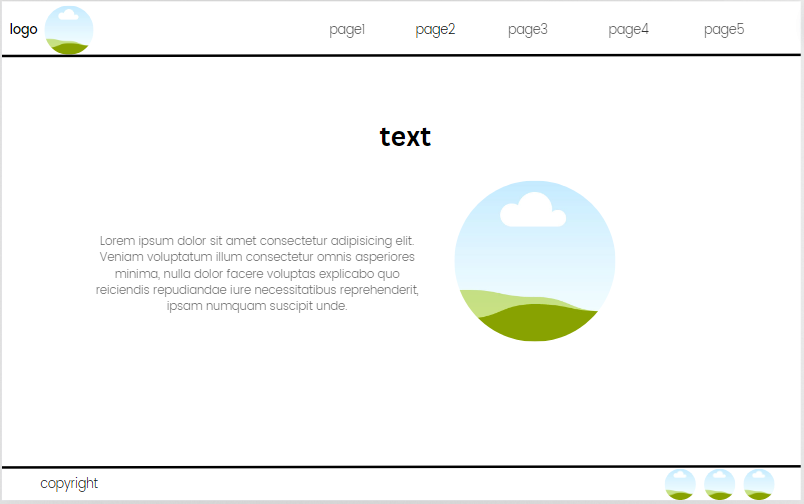 logo
page1 page2 page3 page4 page5
text
Lorem ipsum dolor sit amet consectetur adipisicing elit.
Veniam voluptatum illum consectetur omnis asperiores
minima, nulla dolor facere voluptas explicabo quo
reiciendis repudiandae iure necessitatibus reprehenderit,
ipsam numquam suscipit unde.
copyright